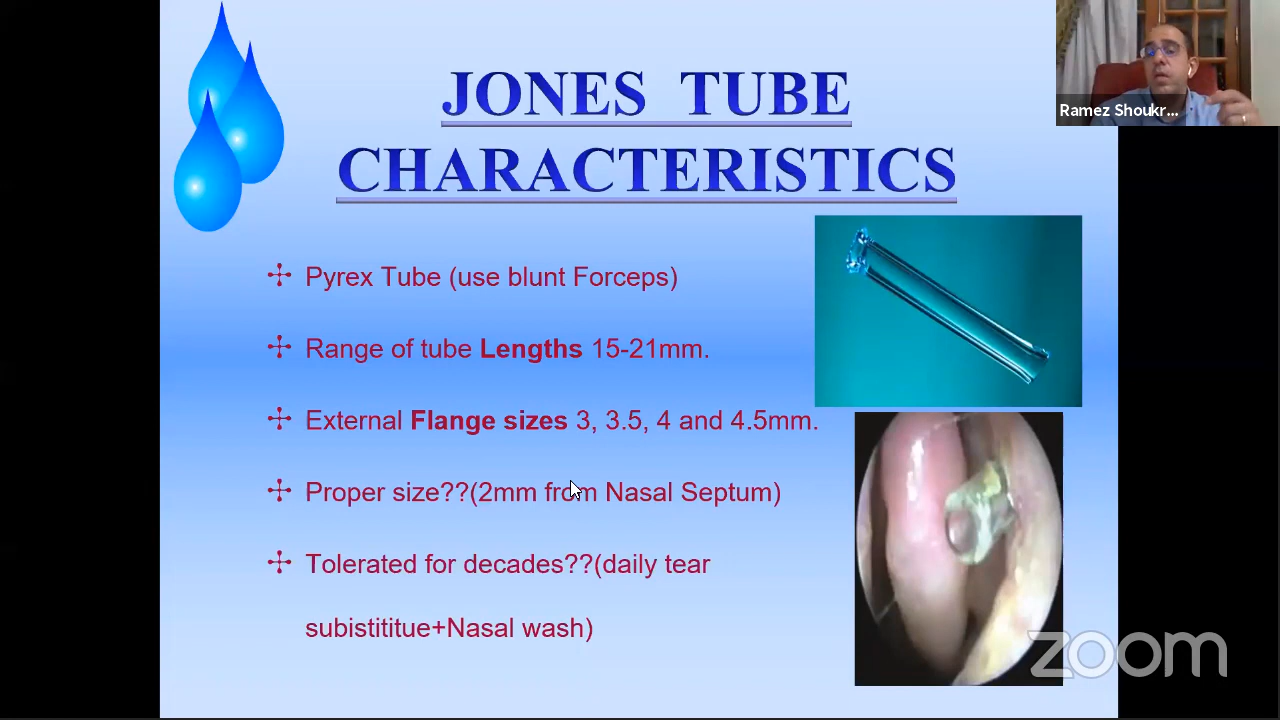 JONES TUBE
CHARACTERISTICS
Pyrex Tube (use blunt Forceps)
Range of tube Lengths 15-21mm.
External Flange sizes 3, 3.5, 4 and 4.5mm.
Proper size??(2mm from Nasal Septum)
Tolerated for decades??(daily tear
subistititue+Nasal wash)
Ramez Shoukr...
zoom